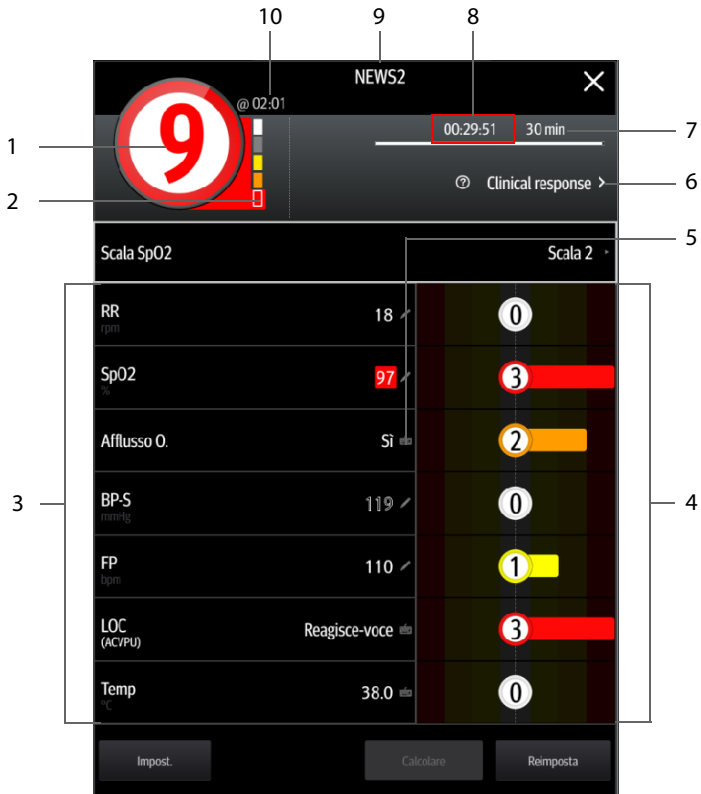 10
9
8
NEWS2
@ 02:01
9
00:29:51
30 min
7
1
Clinical response
6
2
5
Scala SpO2
Scala 2
RR
rpm
18
0
SpO2
%
97
3
Afflusso O.
Sì
2
3
4
BP-S
mmHg
119
0
FP
bpm
110
1
LOC
(ACVPU)
Reagisce-voce
3
Temp
°C
38.0
0
Impost.
Calcolare
Reimposta